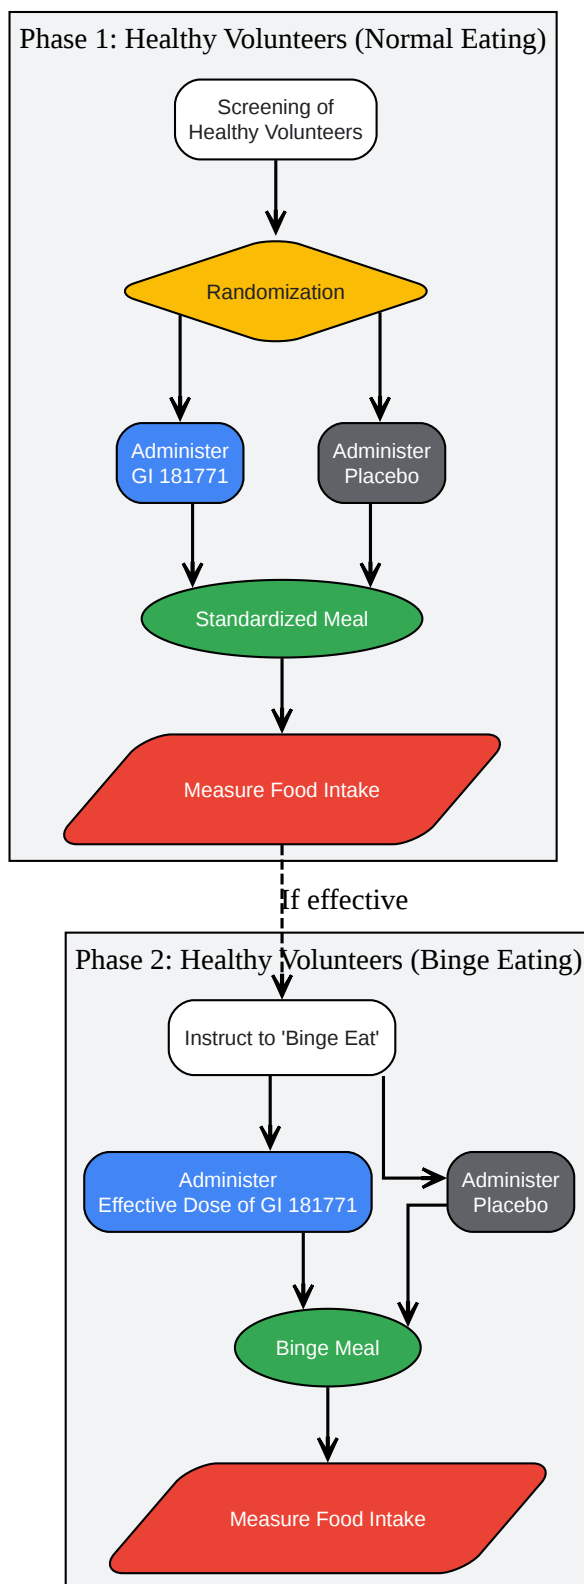 Phase 1: Healthy Volunteers (Normal Eating)
Screening of
Healthy Volunteers
Randomization
Administer
GI 181771
Administer
Placebo
Standardized Meal
Measure Food Intake
If effective
Phase 2: Healthy Volunteers (Binge Eating)
Instruct to 'Binge Eat'
Administer
Effective Dose of GI 181771
Administer
Placebo
Binge Meal
Measure Food Intake